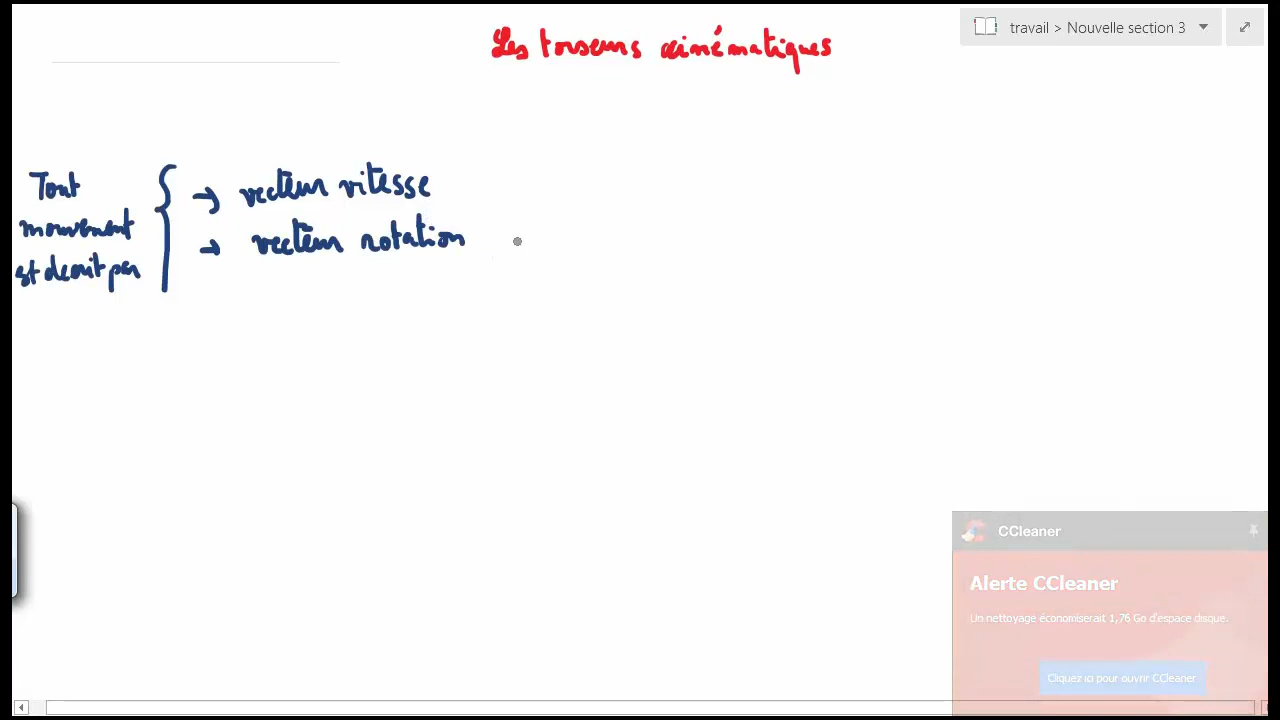 Les torseurs cinématiques
travail > Nouvelle section 3
Tout
mouvement
est décrit par
→ vecteur vitesse
→ vecteur rotation
CCleaner
Alerte CCleaner
Un nettoyage économiserait 1,76 Go d'espace disque.
Cliquez ici pour ouvrir CCleaner